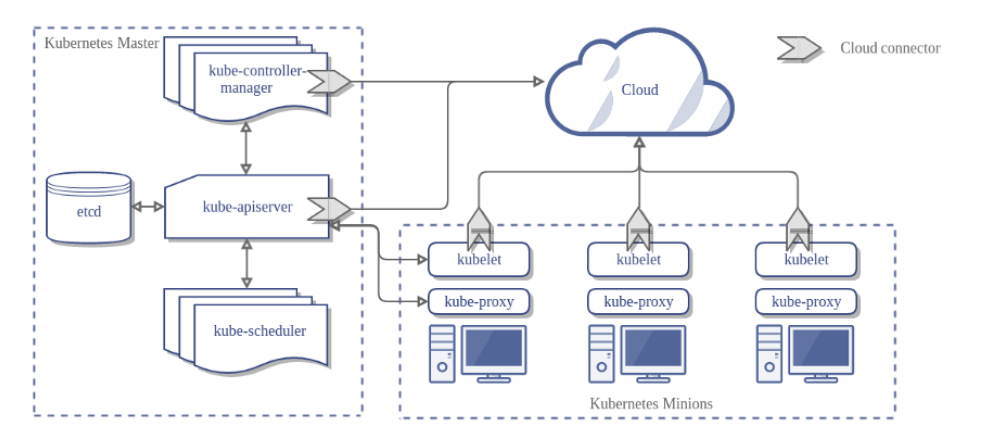 Kubernetes Master
kube-controller-
manager
Cloud
Cloud connector
etcd
kube-apiserver
kubelet
kubelet
kubelet
kube-proxy
kube-proxy
kube-proxy
kube-scheduler
Kubernetes Minions